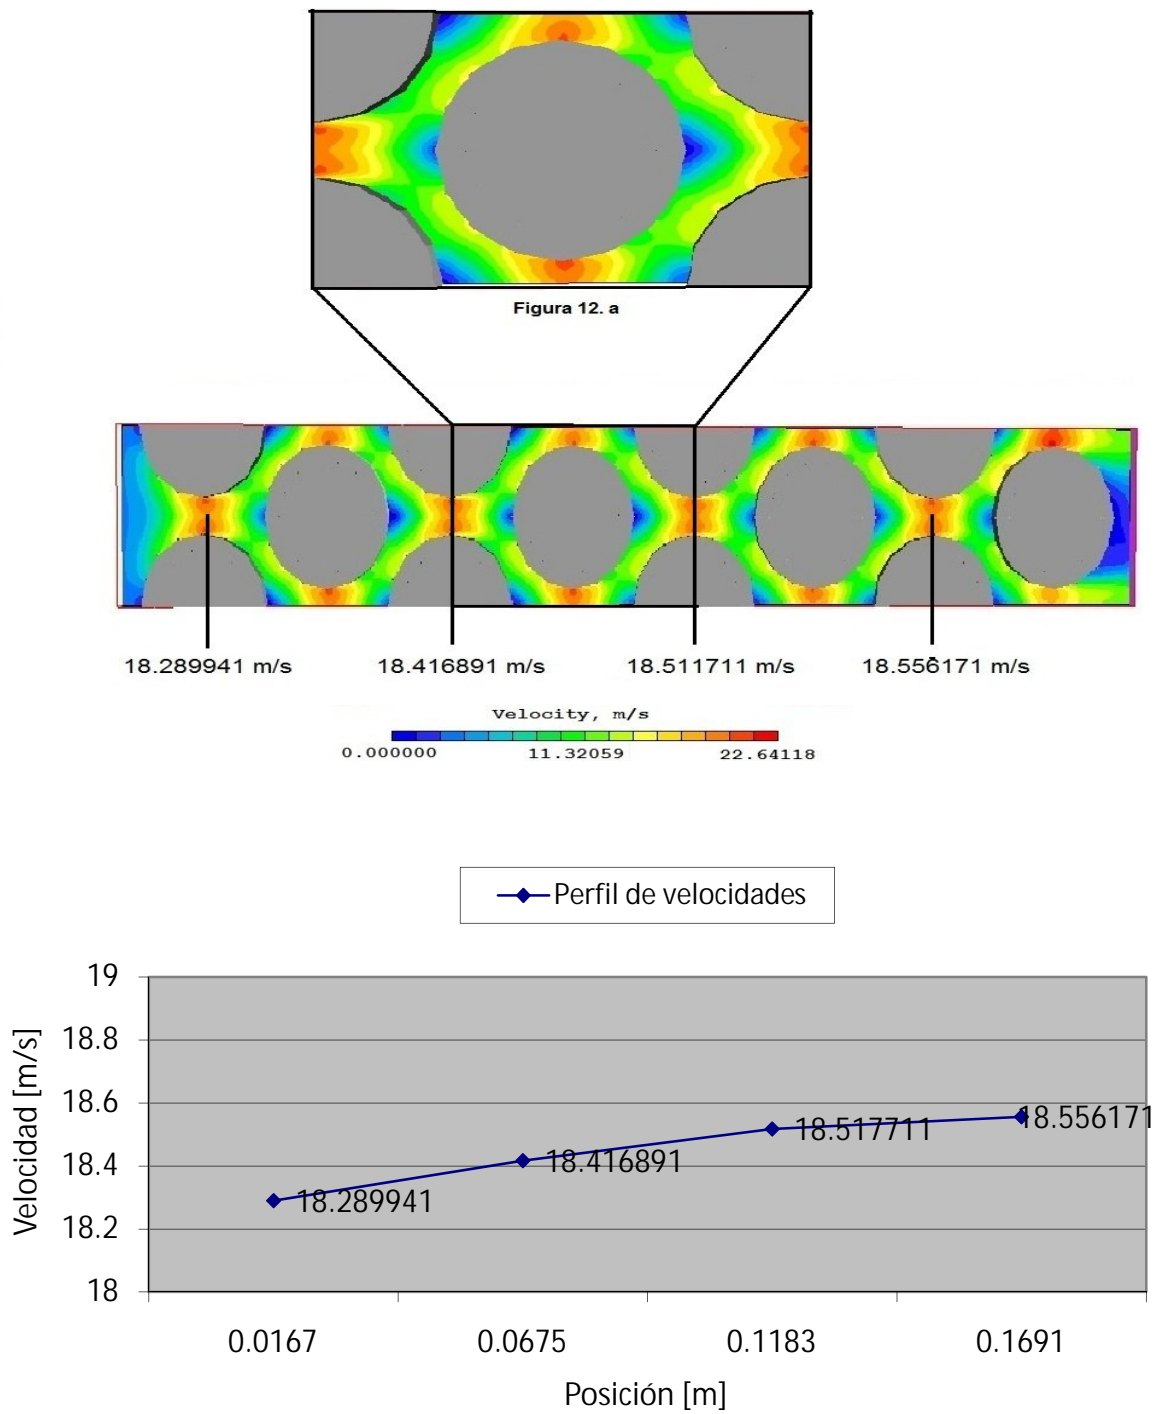 Figura 12. a
18.289941 m/s 18.416891 m/s 18.511711 m/s 18.556171 m/s
Velocity, m/s
0.000000 11.32059 22.64118
Perfil de velocidades
Velocidad [m/s]
19
18.8
18.6
18.4
18.2
18
18.289941
18.416891
18.517711
18.556171
0.0167 0.0675 0.1183 0.1691
Posición [m]